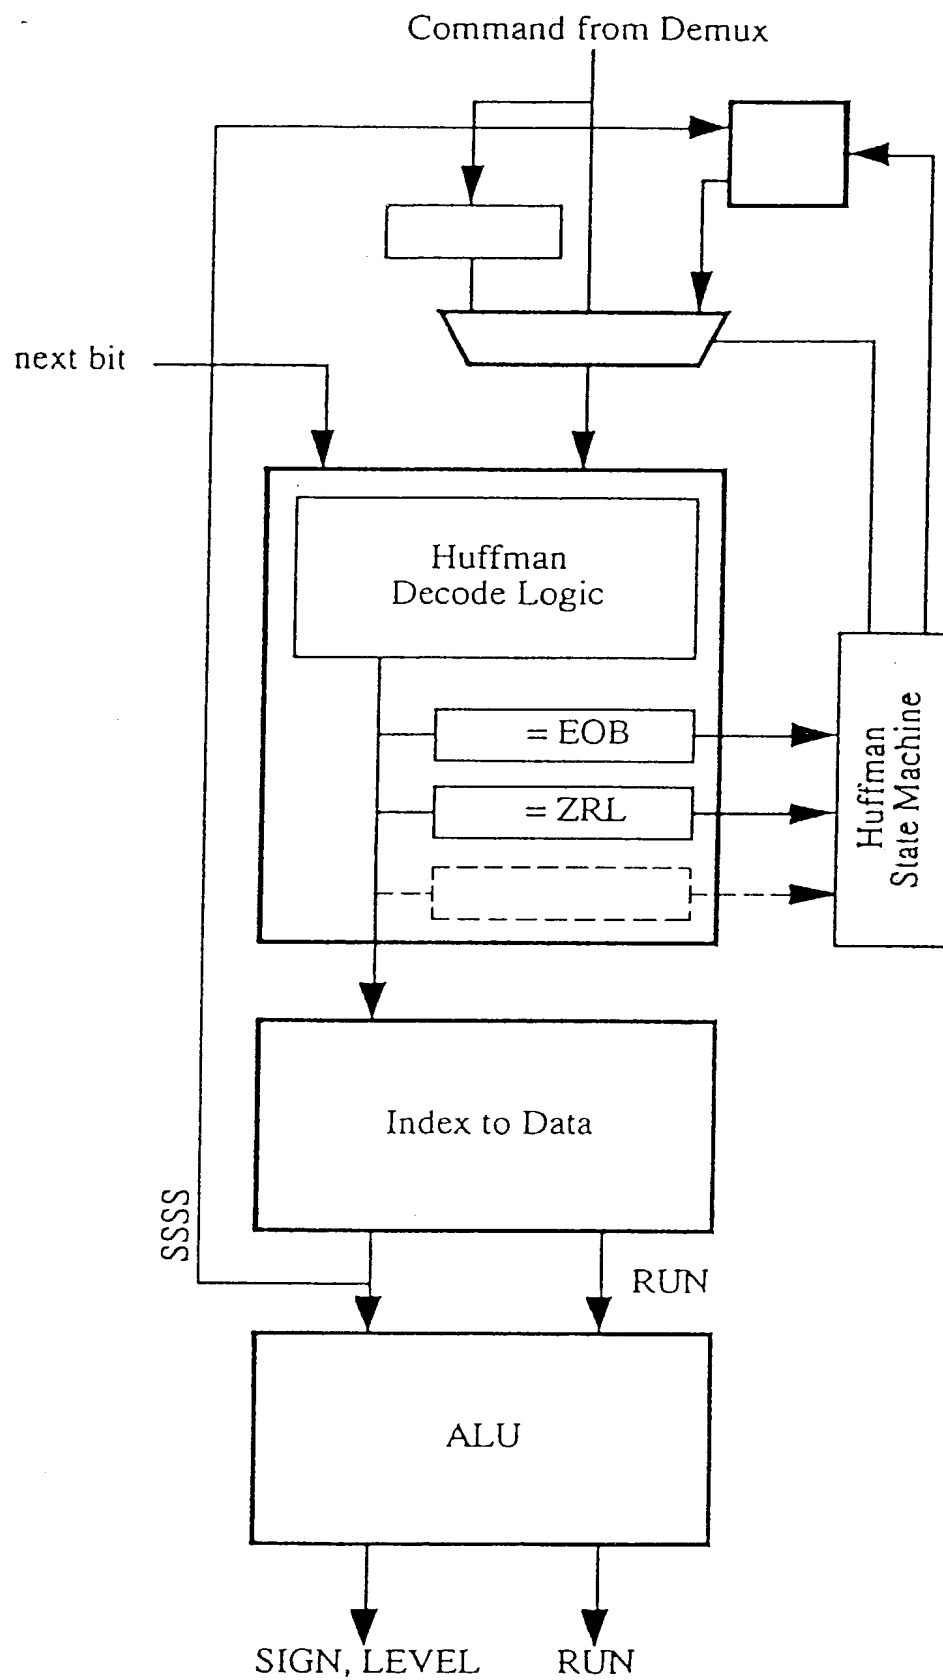 Command from Demux
next bit
Huffman
Decode Logic
= EOB
= ZRL
Huffman
State Machine
Index to Data
SSSS
RUN
ALU
SIGN, LEVEL
RUN